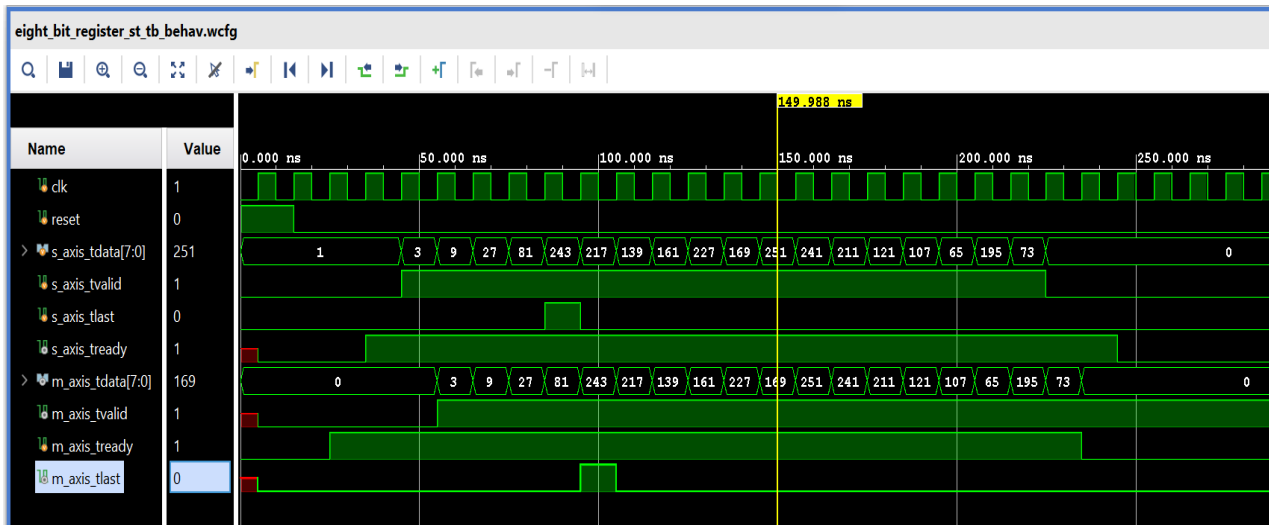 eight_bit_register_st_tb_behav.wcfg
149.988 ns
Name Value 0.000 ns 50.000 ns 100.000 ns 150.000 ns 200.000 ns 250.000 ns
clk 1
reset 0
s_axis_tdata[7:0] 251 1 3 9 27 81 243 217 139 161 227 169 251 241 211 121 107 65 195 73 0
s_axis_tvalid 1
s_axis_tlast 0
s_axis_tready 1
m_axis_tdata[7:0] 169 0 3 9 27 81 243 217 139 161 227 169 251 241 211 121 107 65 195 73 0
m_axis_tvalid 1
m_axis_tready 1
m_axis_tlast 0